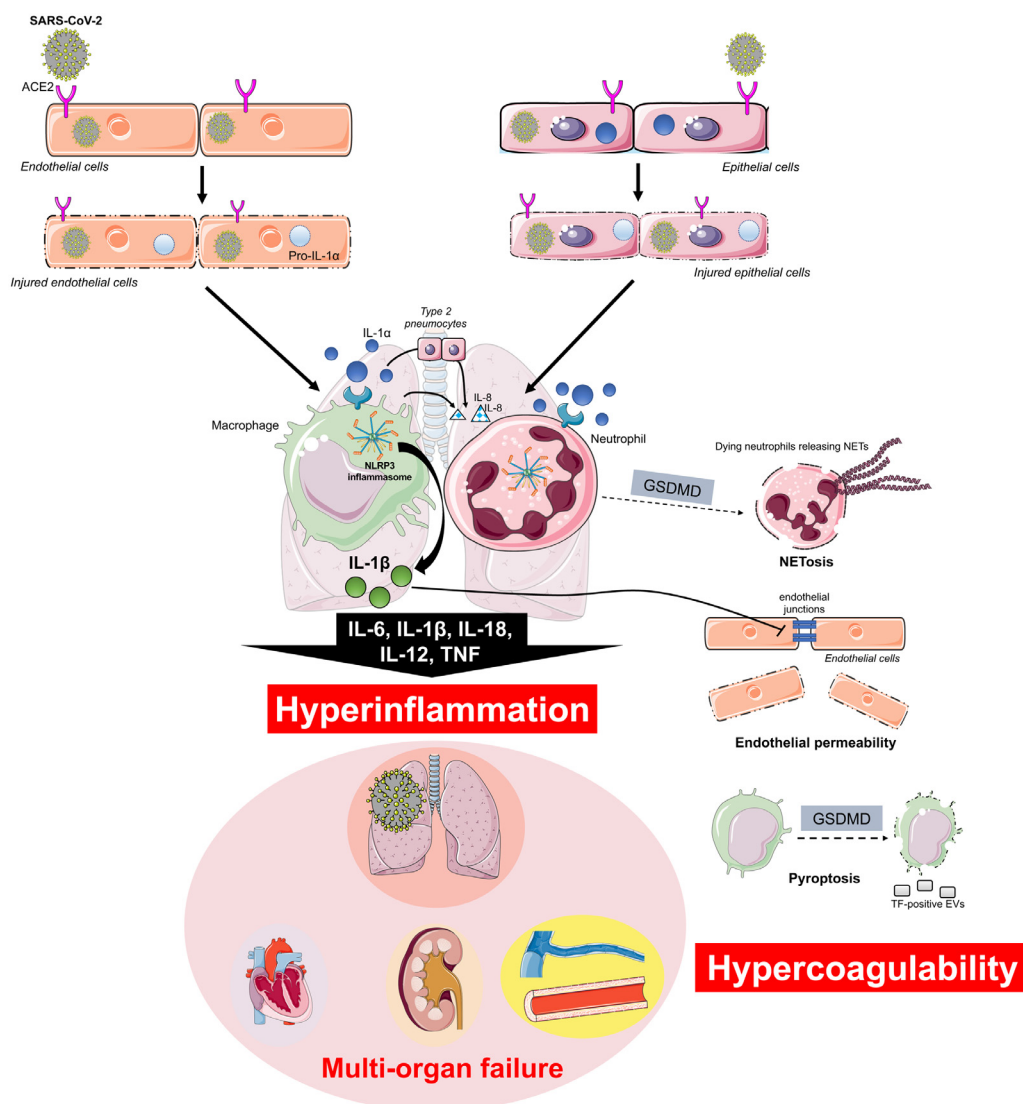 SARS-CoV-2
ACE2
Endothelial cells
Epithelial cells
Pro-IL-1α
Injured endothelial cells
Injured epithelial cells
Type 2
pneumocytes
IL-1α
IL-8
IL-8
Macrophage
Neutrophil
NLRP3
inflammasome
Dying neutrophils releasing NETs
GSDMD
NETosis
IL-1β
endothelial
junctions
Endothelial cells
IL-6, IL-1β, IL-18,
IL-12, TNF
Hyperinflammation
Endothelial permeability
GSDMD
Pyroptosis
TF-positive EVs
Hypercoagulability
Multi-organ failure